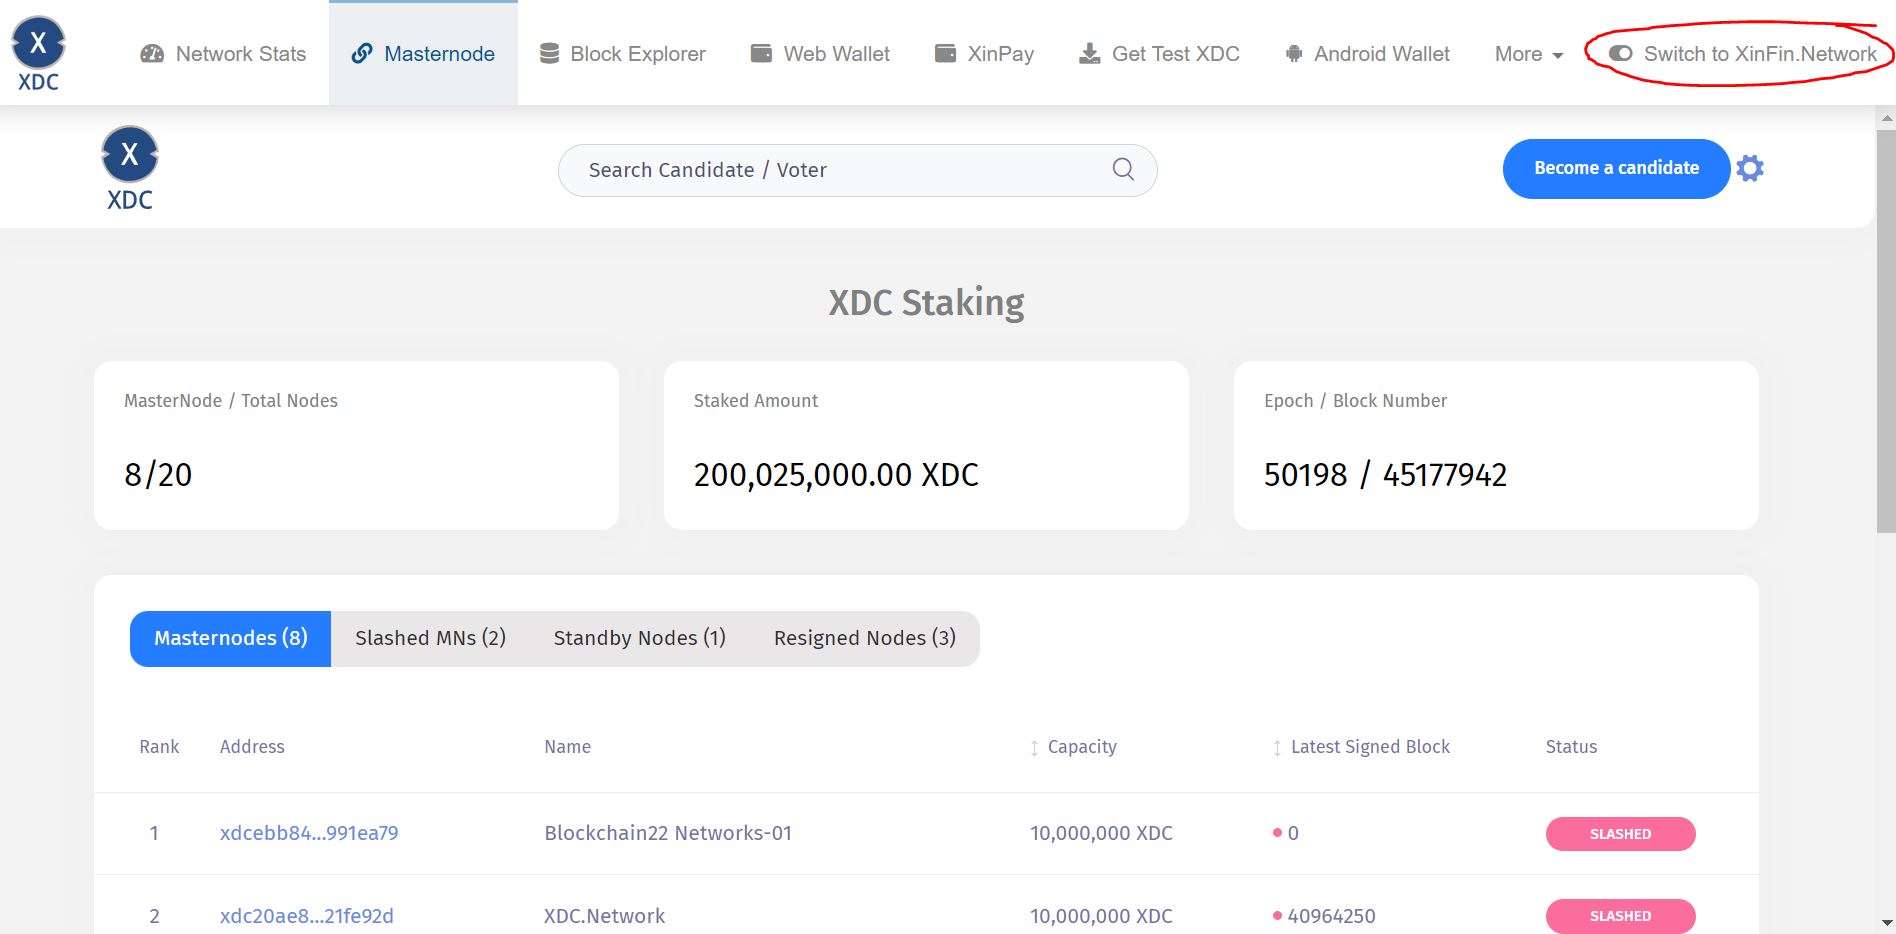 X
XDC
Network Stats
Masternode
Block Explorer
Web Wallet
XinPay
Get Test XDC
Android Wallet
More
Switch to XinFin.Network
X
XDC
Search Candidate / Voter
Become a candidate
XDC Staking
MasterNode / Total Nodes
8/20
Staked Amount
200,025,000.00 XDC
Epoch / Block Number
50198 / 45177942
Masternodes (8)
Slashed MNs (2)
Standby Nodes (1)
Resigned Nodes (3)
Rank Address Name Capacity Latest Signed Block Status
1 xdcebb84...991ea79 Blockchain22 Networks-01 10,000,000 XDC 0 SLASHED
2 xdc20ae8...21fe92d XDC.Network 10,000,000 XDC 40964250 SLASHED